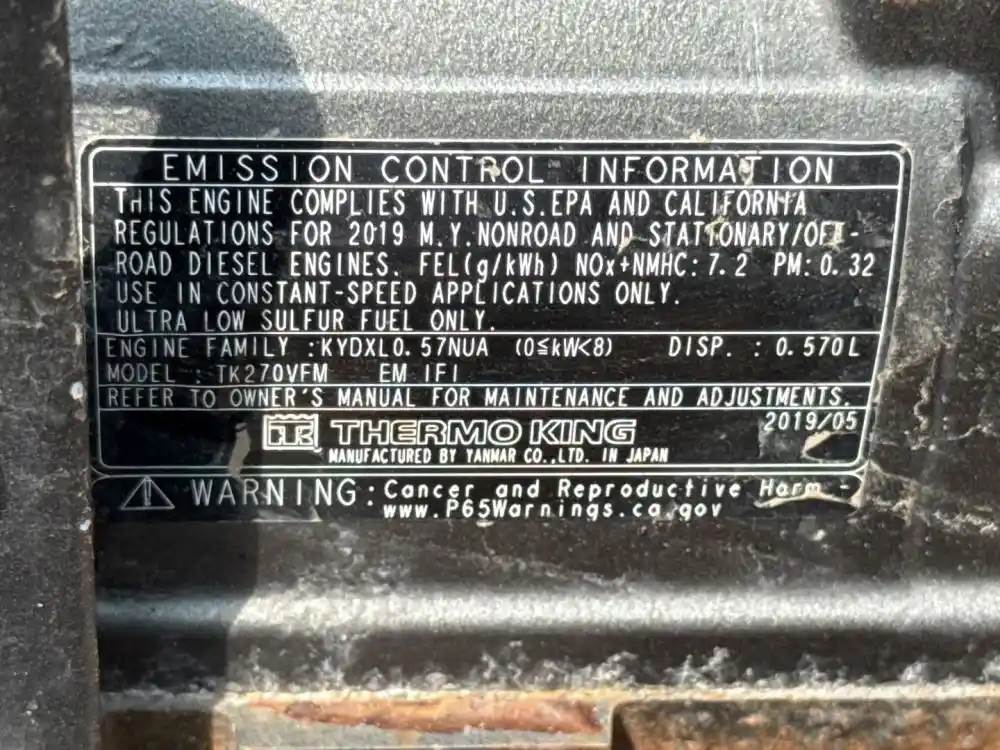 EMISSION CONTROL INFORMATION
THIS ENGINE COMPLIES WITH U.S.EPA AND CALIFORNIA
REGULATIONS FOR 2019 M.Y.NONROAD AND STATIONARY/OFF-
ROAD DIESEL ENGINES. FEL(g/kWh) NOx+NMHC:7.2 PM:0.32
USE IN CONSTANT-SPEED APPLICATIONS ONLY.
ULTRA LOW SULFUR FUEL ONLY.
ENGINE FAMILY :KYDXL0.57NUA (0≦kW<8) DISP. : 0.570L
MODEL : TK270VFM EM IFI
REFER TO OWNER'S MANUAL FOR MAINTENANCE AND ADJUSTMENTS.
2019/05
TK THERMO KING
MANUFACTURED BY YANMAR CO.,LTD. IN JAPAN
WARNING: Cancer and Reproductive Harm -
www.P65Warnings.ca.gov